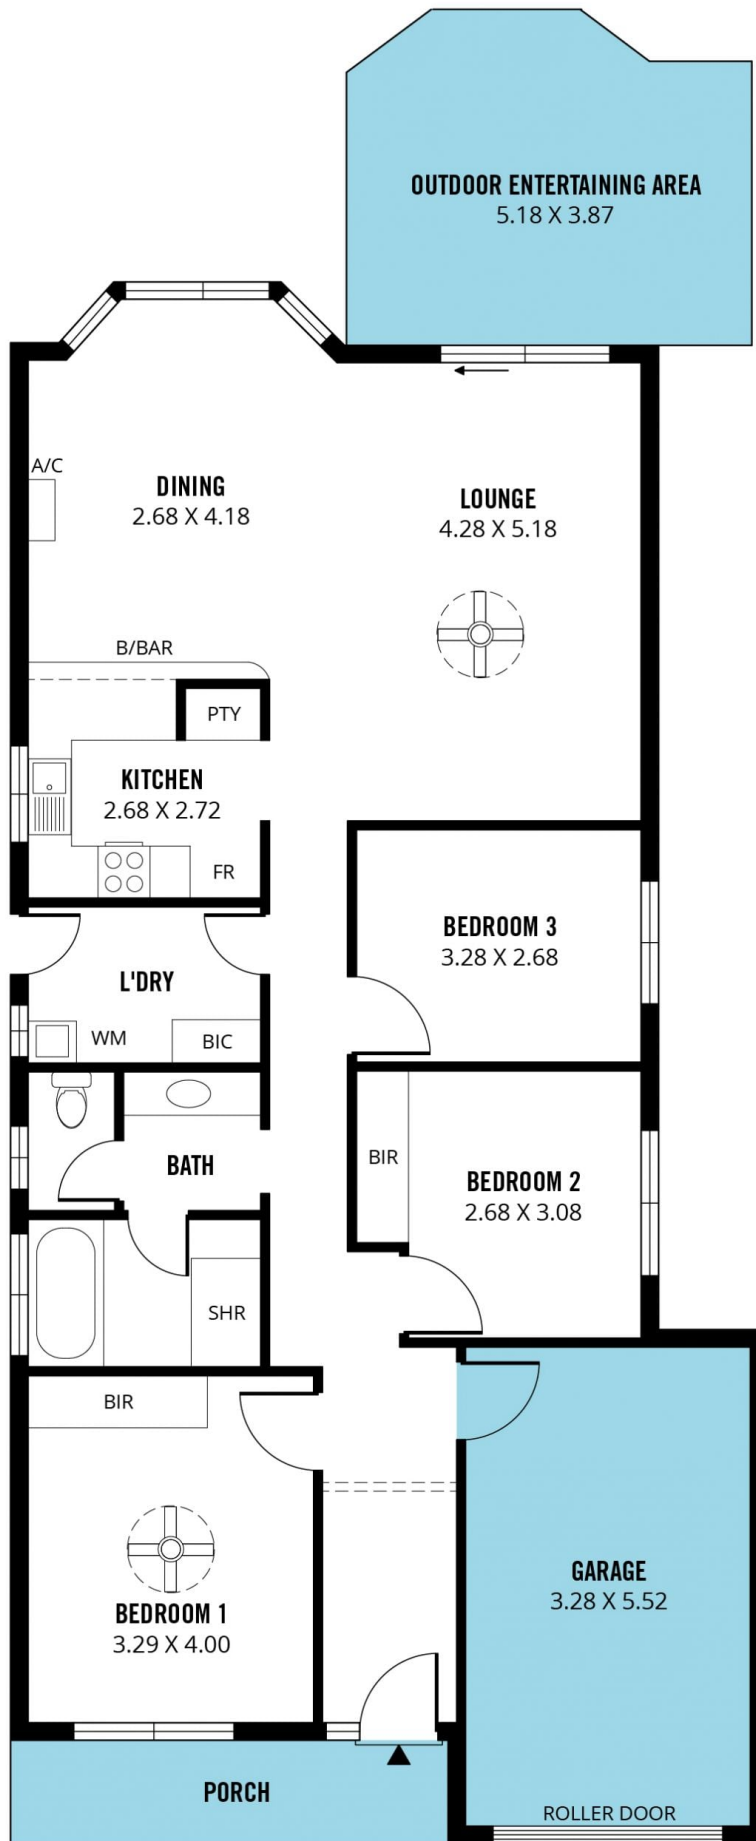 OUTDOOR ENTERTAINING AREA
5.18 X 3.87
A/C
DINING
2.68 X 4.18
LOUNGE
4.28 X 5.18
B/BAR
PTY
KITCHEN
2.68 X 2.72
FR
BEDROOM 3
3.28 X 2.68
L'DRY
WM
BIC
BATH
BIR
BEDROOM 2
2.68 X 3.08
SHR
BIR
BEDROOM 1
3.29 X 4.00
GARAGE
3.28 X 5.52
PORCH
ROLLER DOOR